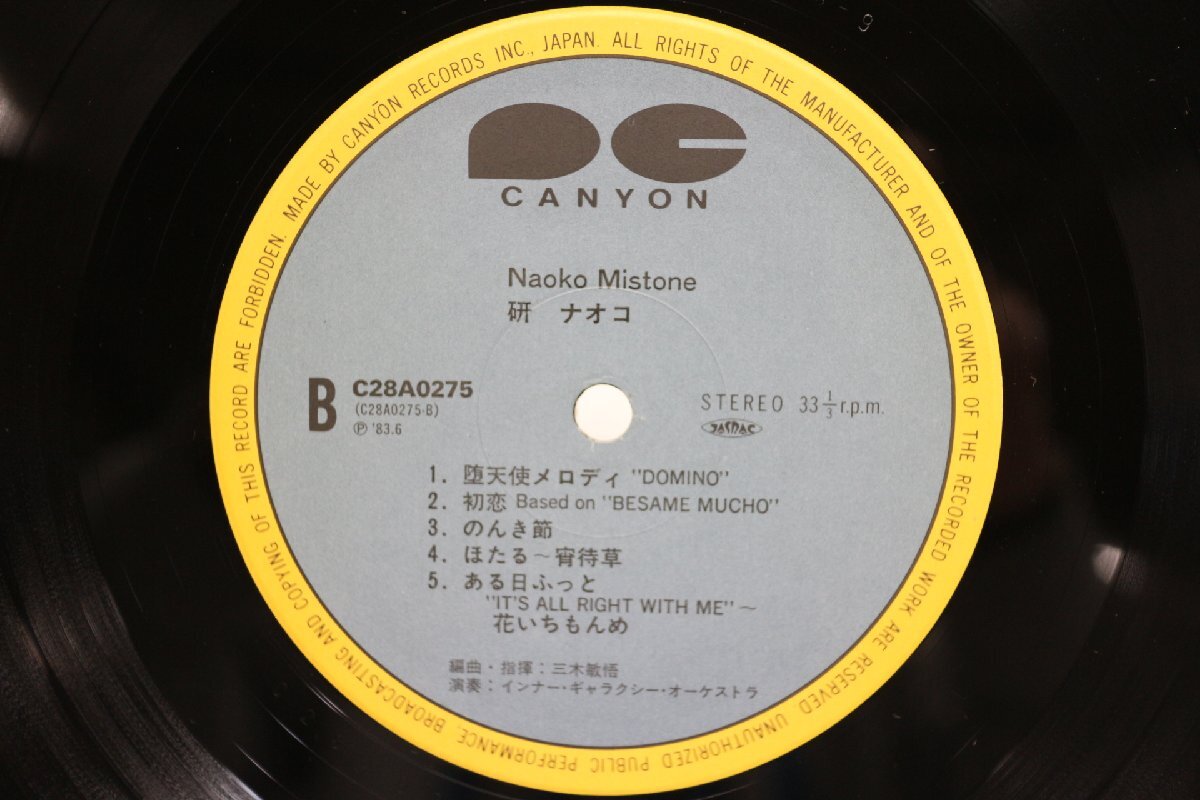 MADE BY CANYŌN RECORDS INC., JAPAN. ALL RIGHTS OF THE MANUFACTURER AND OF THE OWNER OF THE RECORDED WORK ARE RESERVED UNAUTHORIZED PUBLIC PERFORMANCE, BROADCASTING AND COPYING OF THIS RECORD ARE FORBIDDEN.
CANYON
Naoko Mistone
研 ナオコ
B C28A0275
(C28A0275-B)
Ⓟ '83.6
STEREO 33 1/3 r.p.m.
JASRAC
1. 堕天使メロディ "DOMINO"
2. 初恋 Based on "BESAME MUCHO"
3. のんき節
4. ほたる~宵待草
5. ある日ふっと
"IT'S ALL RIGHT WITH ME"~
花いちもんめ
編曲・指揮:三木敏悟
演奏:インナー・ギャラクシー・オーケストラ